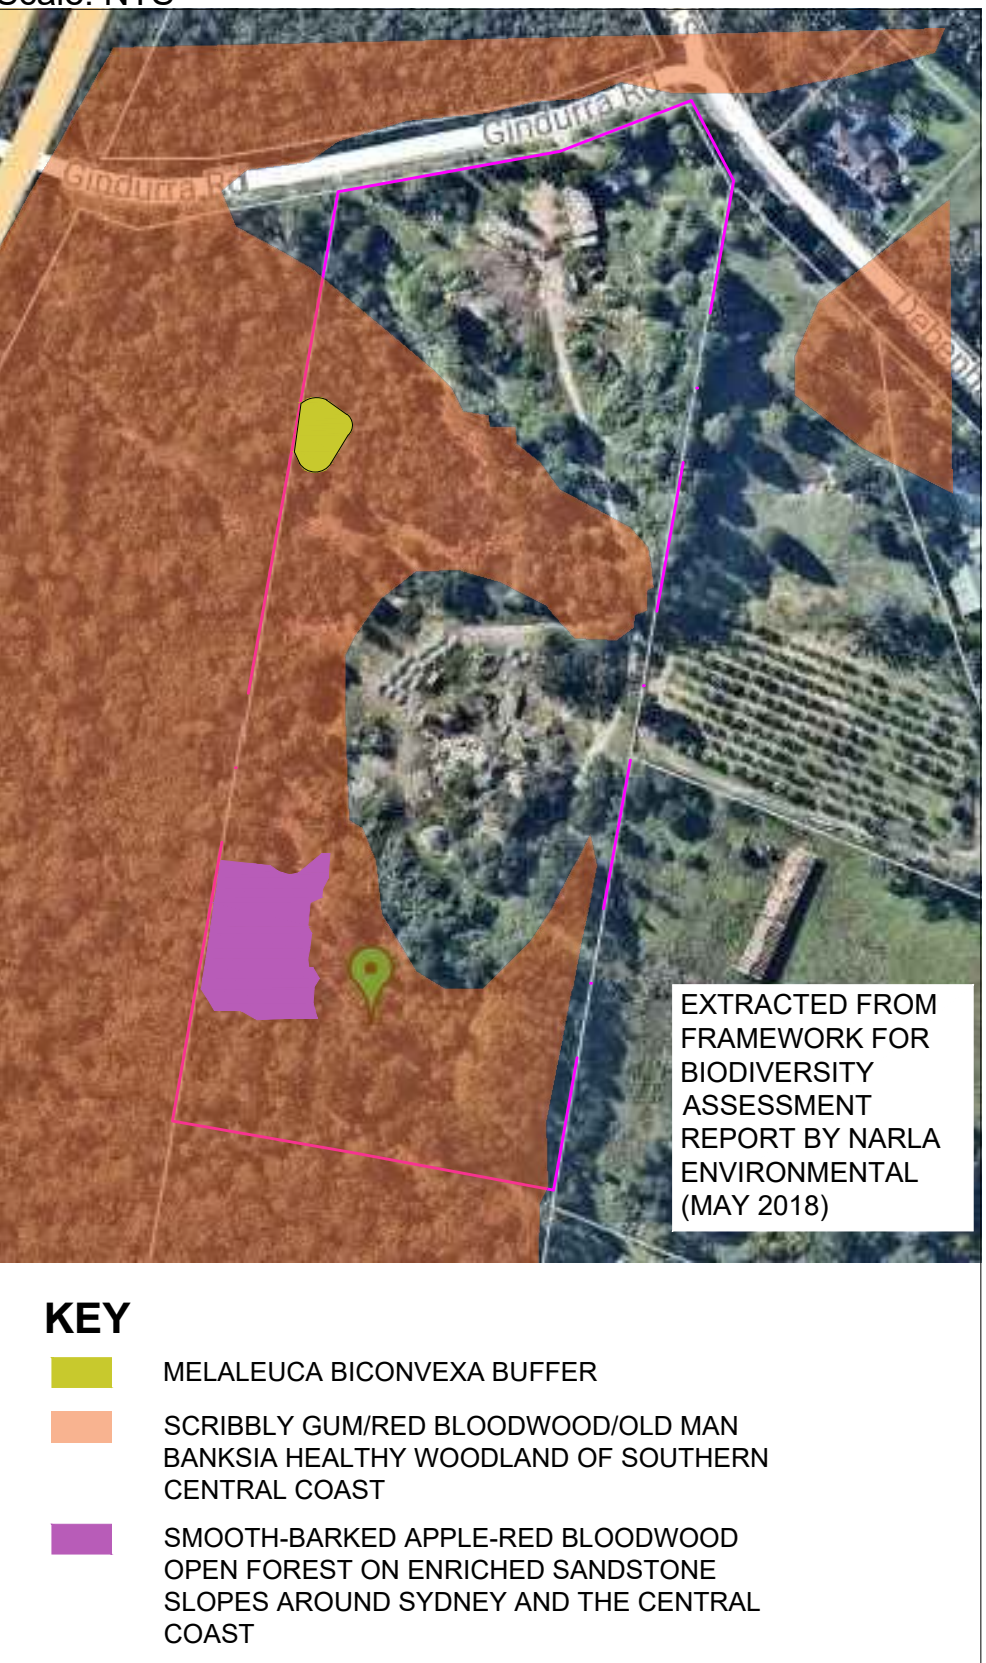 Scale: NTS
Gindurra Rd
Gindurra Rd
EXTRACTED FROM
FRAMEWORK FOR
BIODIVERSITY
ASSESSMENT
REPORT BY NARLA
ENVIRONMENTAL
(MAY 2018)
KEY
MELALEUCA BICONVEXA BUFFER
SCRIBBLY GUM/RED BLOODWOOD/OLD MAN
BANKSIA HEALTHY WOODLAND OF SOUTHERN
CENTRAL COAST
SMOOTH-BARKED APPLE-RED BLOODWOOD
OPEN FOREST ON ENRICHED SANDSTONE
SLOPES AROUND SYDNEY AND THE CENTRAL
COAST